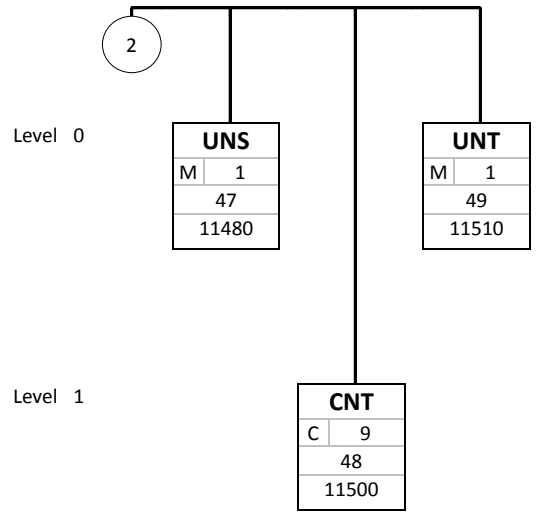 2
Level 0
UNS
M 1
47
11480
UNT
M 1
49
11510
Level 1
CNT
C 9
48
11500